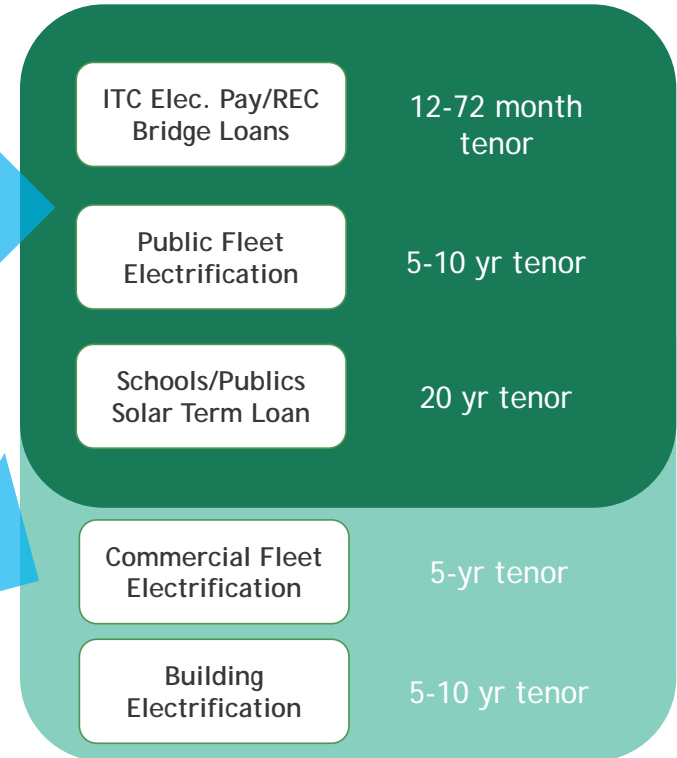 ITC Elec. Pay/REC
Bridge Loans
12-72 month
tenor
Public Fleet
Electrification
5-10 yr tenor
Schools/Publics
Solar Term Loan
20 yr tenor
Commercial Fleet
Electrification
5-yr tenor
Building
Electrification
5-10 yr tenor